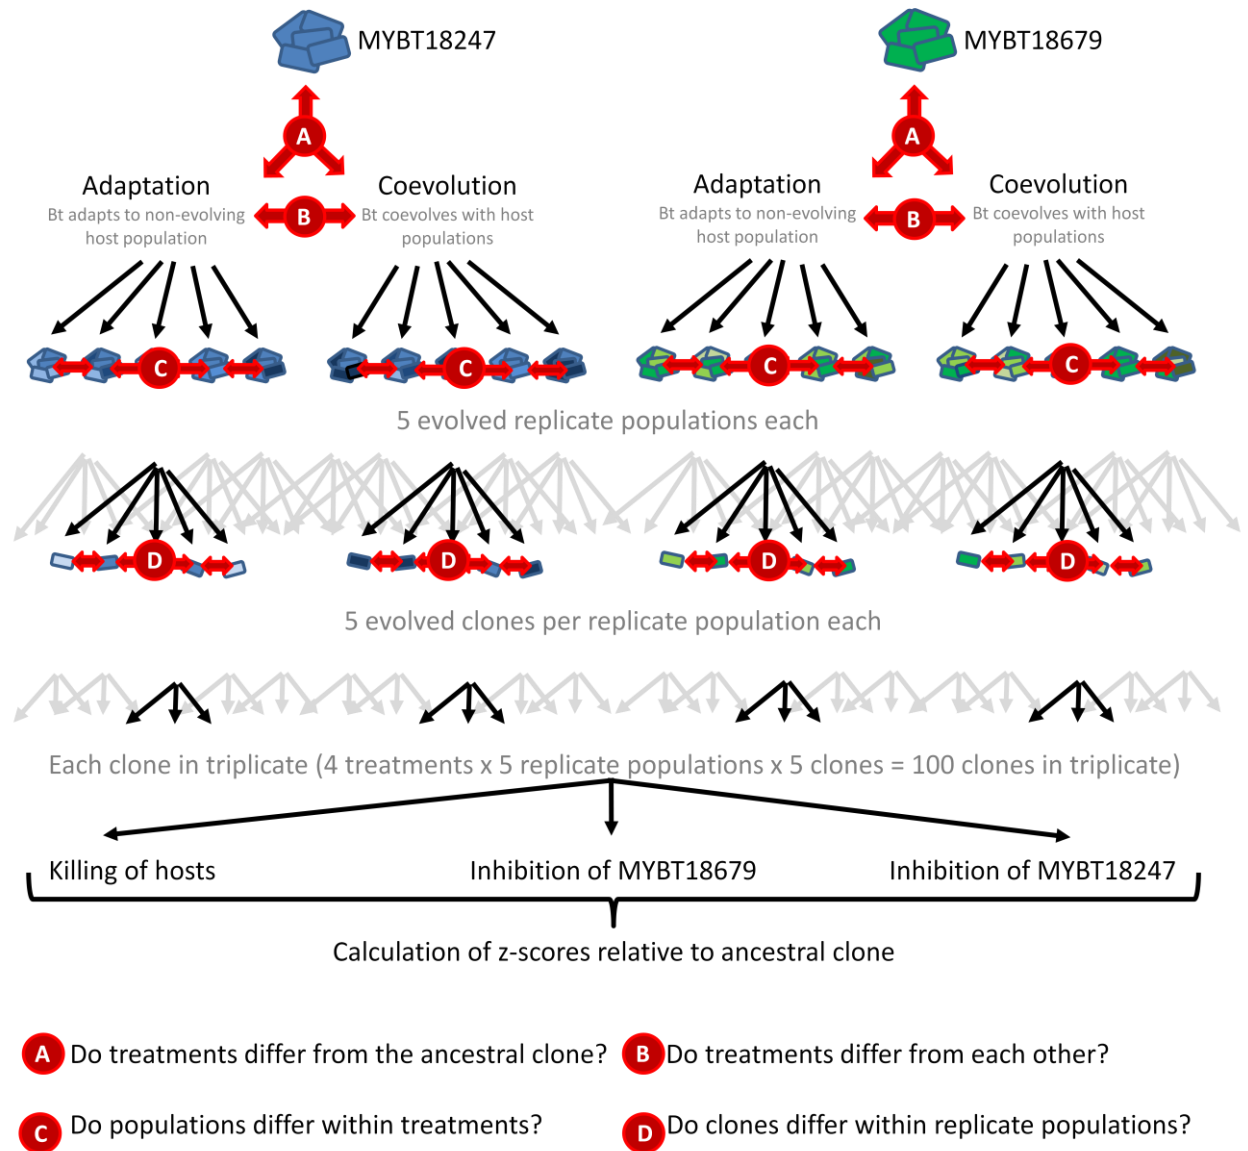 MYBT18247
MYBT18679
A
A
Adaptation
Coevolution
Adaptation
Coevolution
Bt adapts to non-evolving
host population
B
Bt coevolves with host
populations
Bt adapts to non-evolving
host population
B
Bt coevolves with host
populations
C
C
C
C
5 evolved replicate populations each
D
D
D
D
5 evolved clones per replicate population each
Each clone in triplicate (4 treatments x 5 replicate populations x 5 clones = 100 clones in triplicate)
Killing of hosts
Inhibition of MYBT18679
Inhibition of MYBT18247
Calculation of z-scores relative to ancestral clone
A Do treatments differ from the ancestral clone?
B Do treatments differ from each other?
C Do populations differ within treatments?
D Do clones differ within replicate populations?